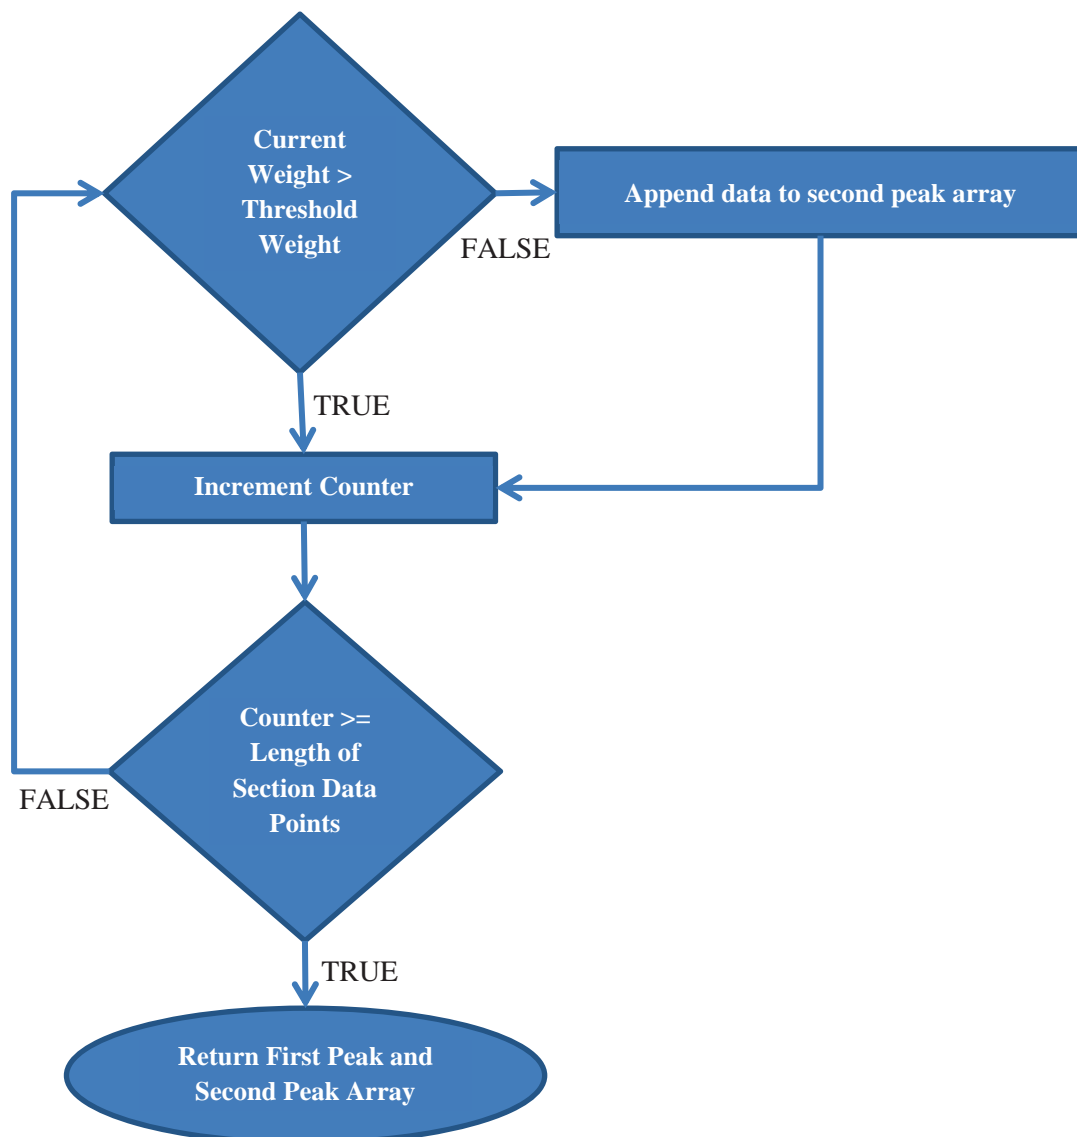 Current
Weight >
Threshold
Weight
Append data to second peak array
FALSE
TRUE
Increment Counter
Counter >=
Length of
Section Data
Points
FALSE
TRUE
Return First Peak and
Second Peak Array